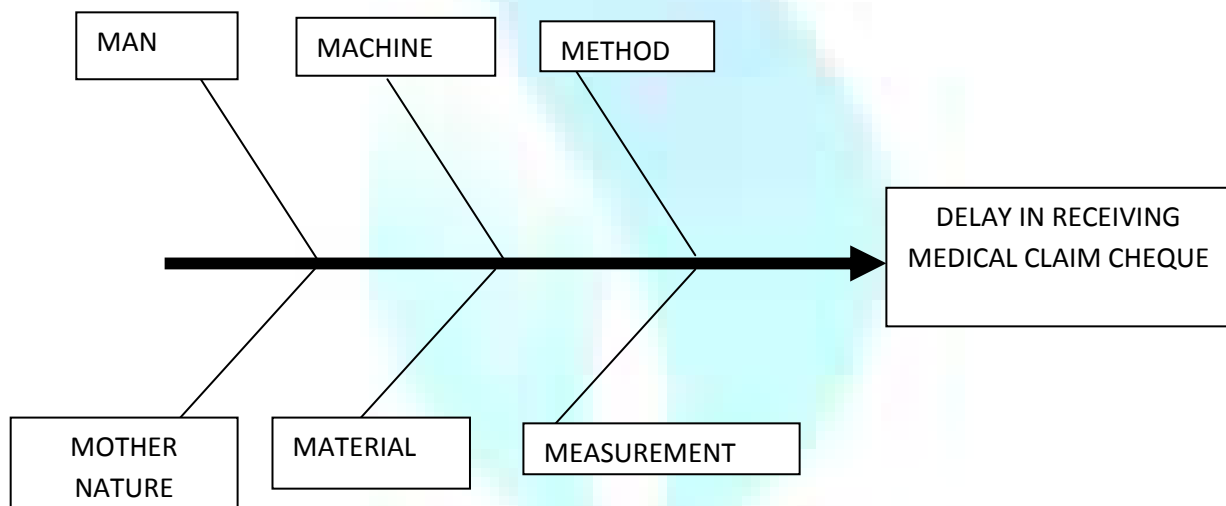 MAN
MACHINE
METHOD
DELAY IN RECEIVING
MEDICAL CLAIM CHEQUE
MOTHER
NATURE
MATERIAL
MEASUREMENT